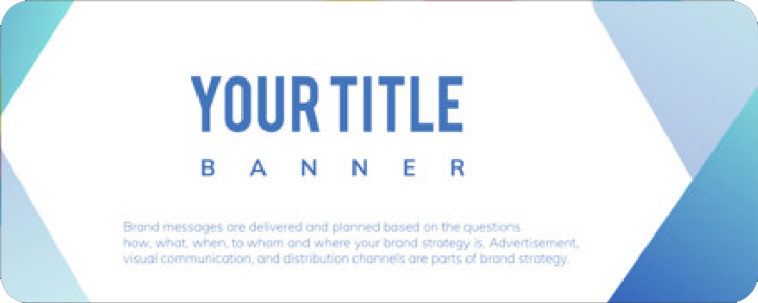 YOUR TITLE
BANNER
Brand messages are delivered and planned based on the questions
how, what, when, to whom and where your brand strategy is. Advertisement,
visual communication, and distribution channels are parts of brand strategy.